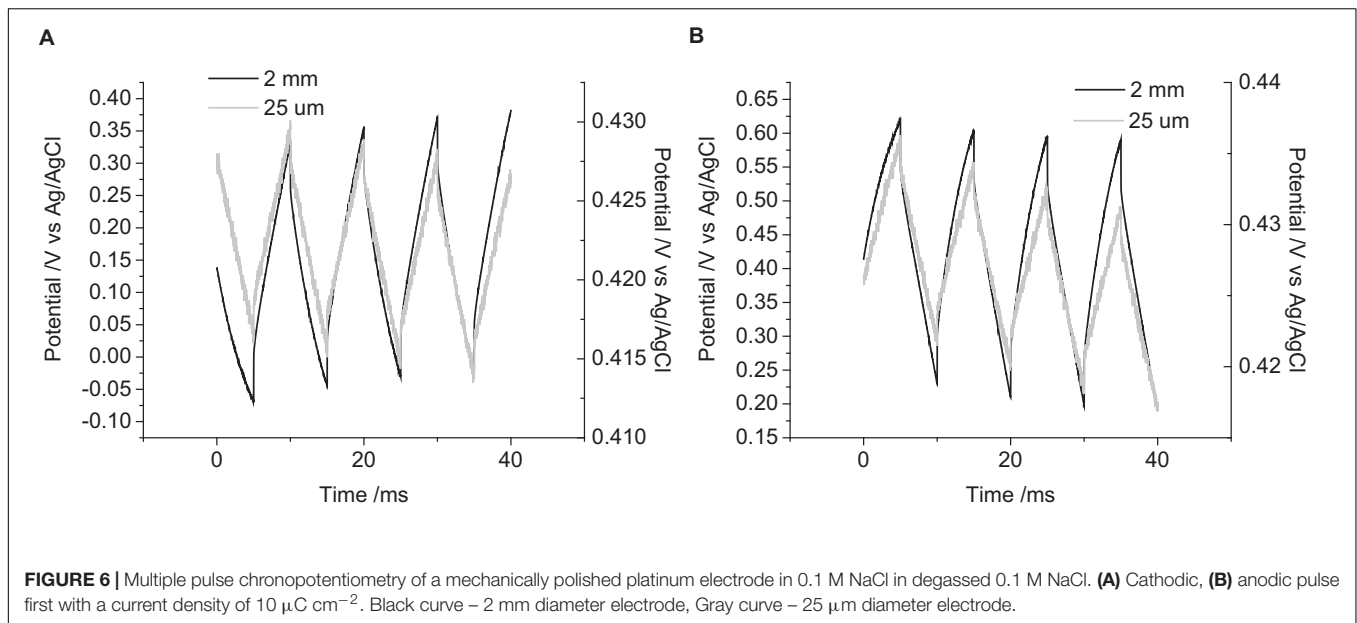 A
2 mm
25 um
0.40
0.35
0.30
0.25
0.20
0.15
0.10
0.05
0.00
-0.05
-0.10
Potential /V vs Ag/AgCl
0.430
0.425
0.420
0.415
0.410
Potential /V vs Ag/AgCl
0
20
40
Time /ms
B
2 mm
25 um
0.65
0.60
0.55
0.50
0.45
0.40
0.35
0.30
0.25
0.20
0.15
Potential /V vs Ag/AgCl
0.44
0.43
0.42
Potential /V vs Ag/AgCl
0
20
40
Time /ms
FIGURE 6 | Multiple pulse chronopotentiometry of a mechanically polished platinum electrode in 0.1 M NaCl in degassed 0.1 M NaCl. (A) Cathodic, (B) anodic pulse
first with a current density of 10 μC cm⁻². Black curve – 2 mm diameter electrode, Gray curve – 25 μm diameter electrode.